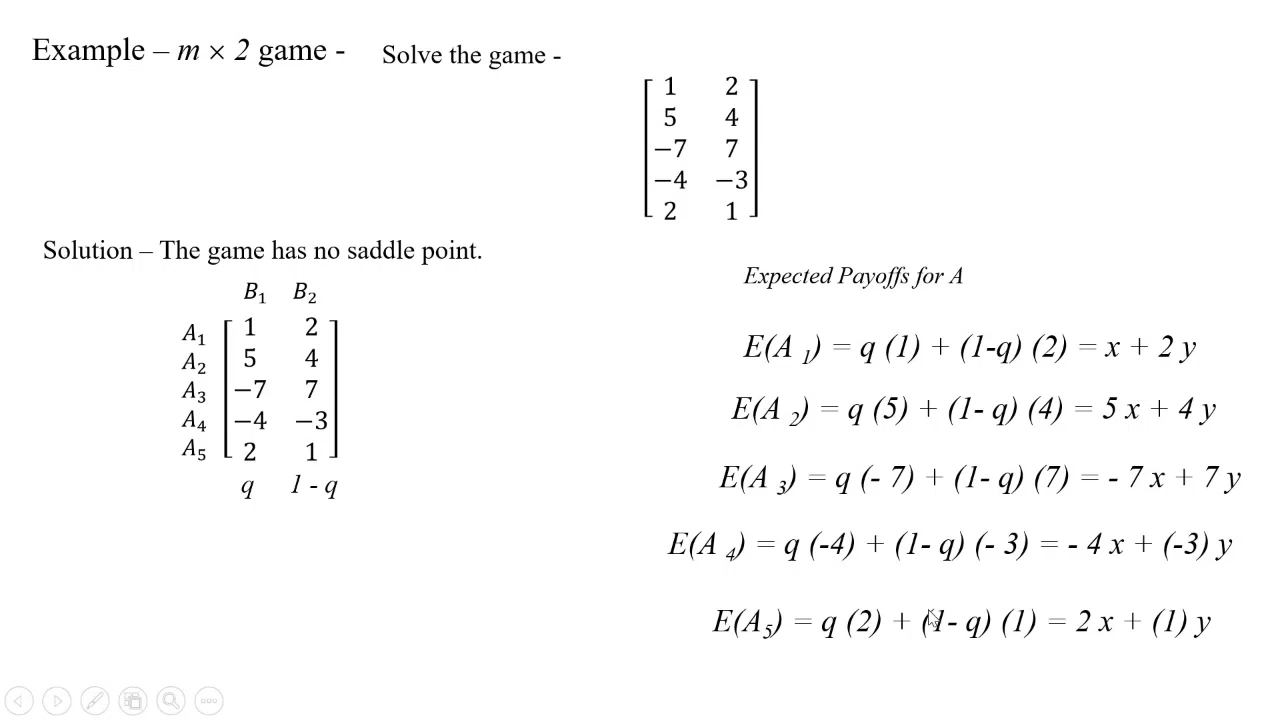 Example – m × 2 game - Solve the game -
1 2
5 4
−7 7
−4 −3
2 1
Solution – The game has no saddle point.
B₁ B₂
A₁ 1 2
A₂ 5 4
A₃ −7 7
A₄ −4 −3
A₅ 2 1
q 1 - q
Expected Payoffs for A
E(A ₁) = q (1) + (1-q) (2) = x + 2 y
E(A ₂) = q (5) + (1- q) (4) = 5 x + 4 y
E(A ₃) = q (- 7) + (1- q) (7) = - 7 x + 7 y
E(A ₄) = q (-4) + (1- q) (- 3) = - 4 x + (-3) y
E(A₅) = q (2) + (1- q) (1) = 2 x + (1) y